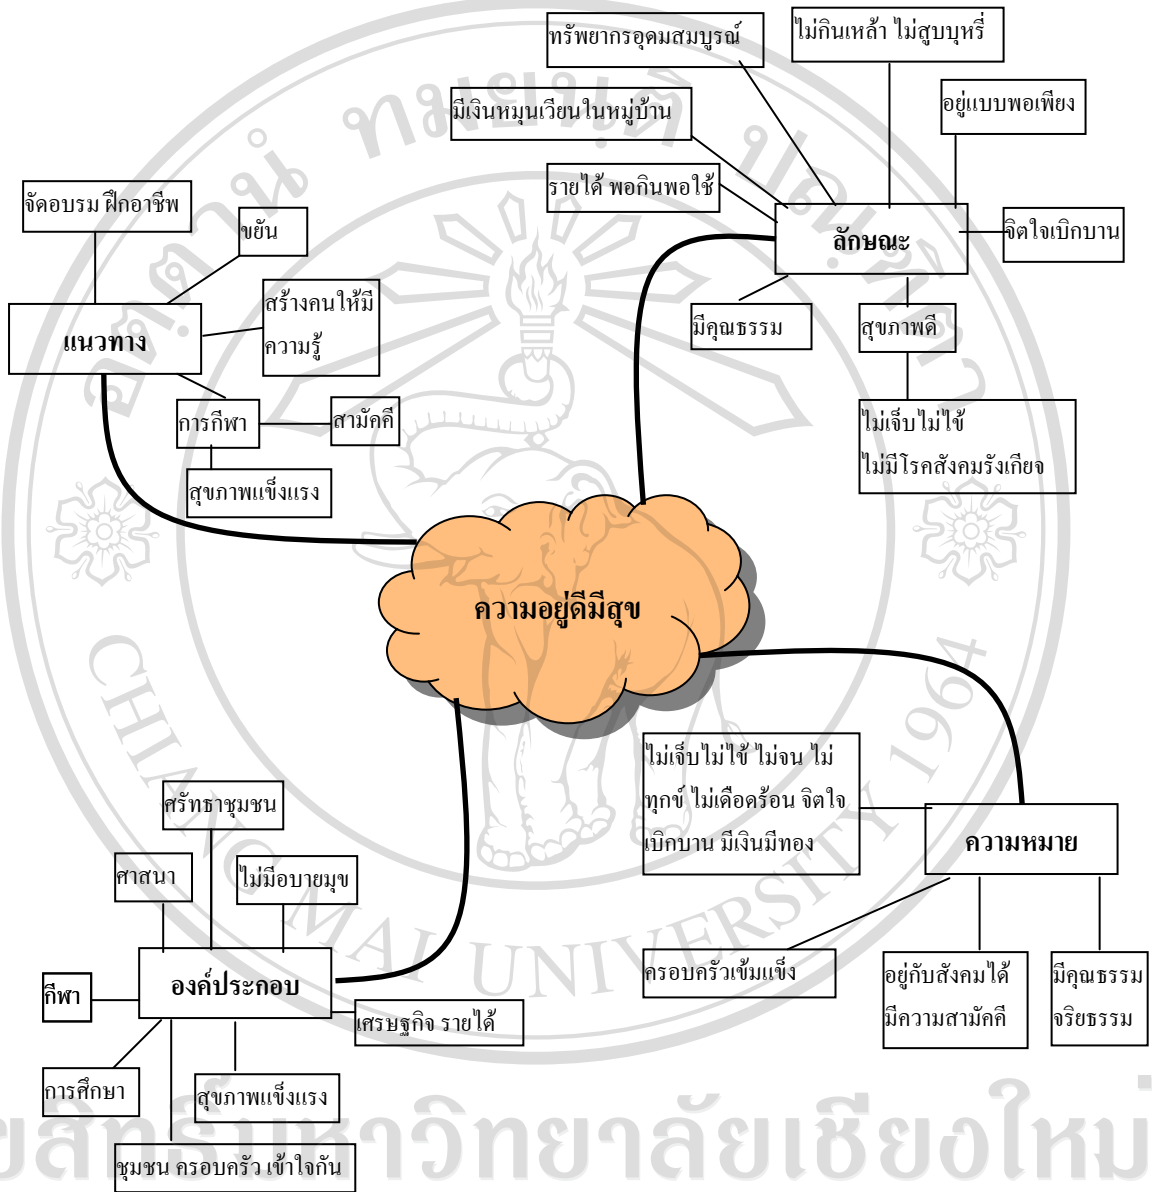 ทรัพยากรอุดมสมบูรณ์
ไม่กินเหล้า ไม่สูบบุหรี่
มีเงินหมุนเวียนในหมู่บ้าน
อยู่แบบพอเพียง
รายได้ พอกินพอใช้
ลักษณะ
จิตใจเบิกบาน
มีคุณธรรม
สุขภาพดี
ไม่เจ็บไม่ไข้
ไม่มีโรคสังคมรังเกียจ
จัดอบรม ฝึกอาชีพ
ขยัน
สร้างคนให้มี
ความรู้
แนวทาง
การกีฬา
สามัคคี
สุขภาพแข็งแรง
ความอยู่ดีมีสุข
ไม่เจ็บไม่ไข้ ไม่จน ไม่
ทุกข์ ไม่เดือดร้อน จิตใจ
เบิกบาน มีเงินมีทอง
ความหมาย
ครอบครัวเข้มแข็ง
อยู่กับสังคมได้
มีความสามัคคี
มีคุณธรรม
จริยธรรม
ศรัทธาชุมชน
ศาสนา
ไม่มีอบายมุข
องค์ประกอบ
กีฬา
เศรษฐกิจ รายได้
การศึกษา
สุขภาพแข็งแรง
ชุมชน ครอบครัว เข้าใจกัน
CHIANG MAI UNIVERSITY 1964
มหาวิทยาลัยเชียงใหม่